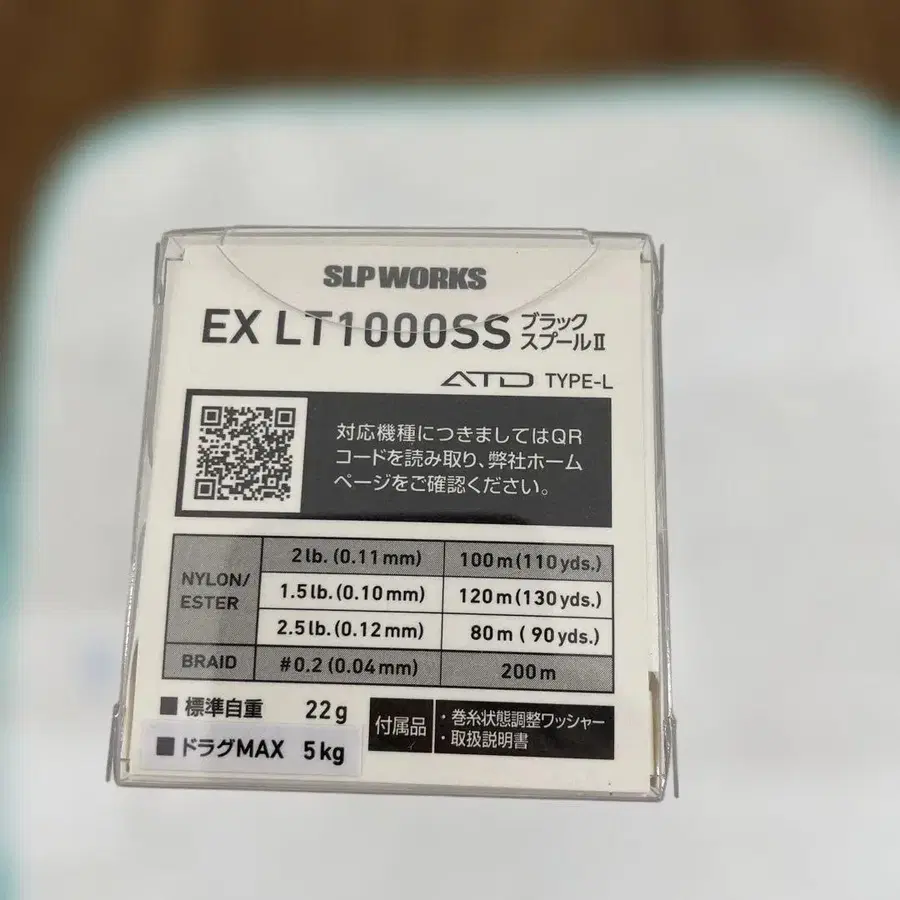 SLP WORKS
EX LT1000SS ブラック
スプールⅡ
ATD TYPE-L
対応機種につきましてはQR
コードを読み取り、弊社ホーム
ページをご確認ください。
NYLON/
ESTER
2lb. (0.11mm) 100m(110yds.)
1.5lb. (0.10mm) 120m(130yds.)
2.5lb. (0.12mm) 80m ( 90yds.)
BRAID #0.2 (0.04mm) 200m
■ 標準自重 22g
■ ドラグMAX 5kg
付属品
・巻糸状態調整ワッシャー
・取扱説明書